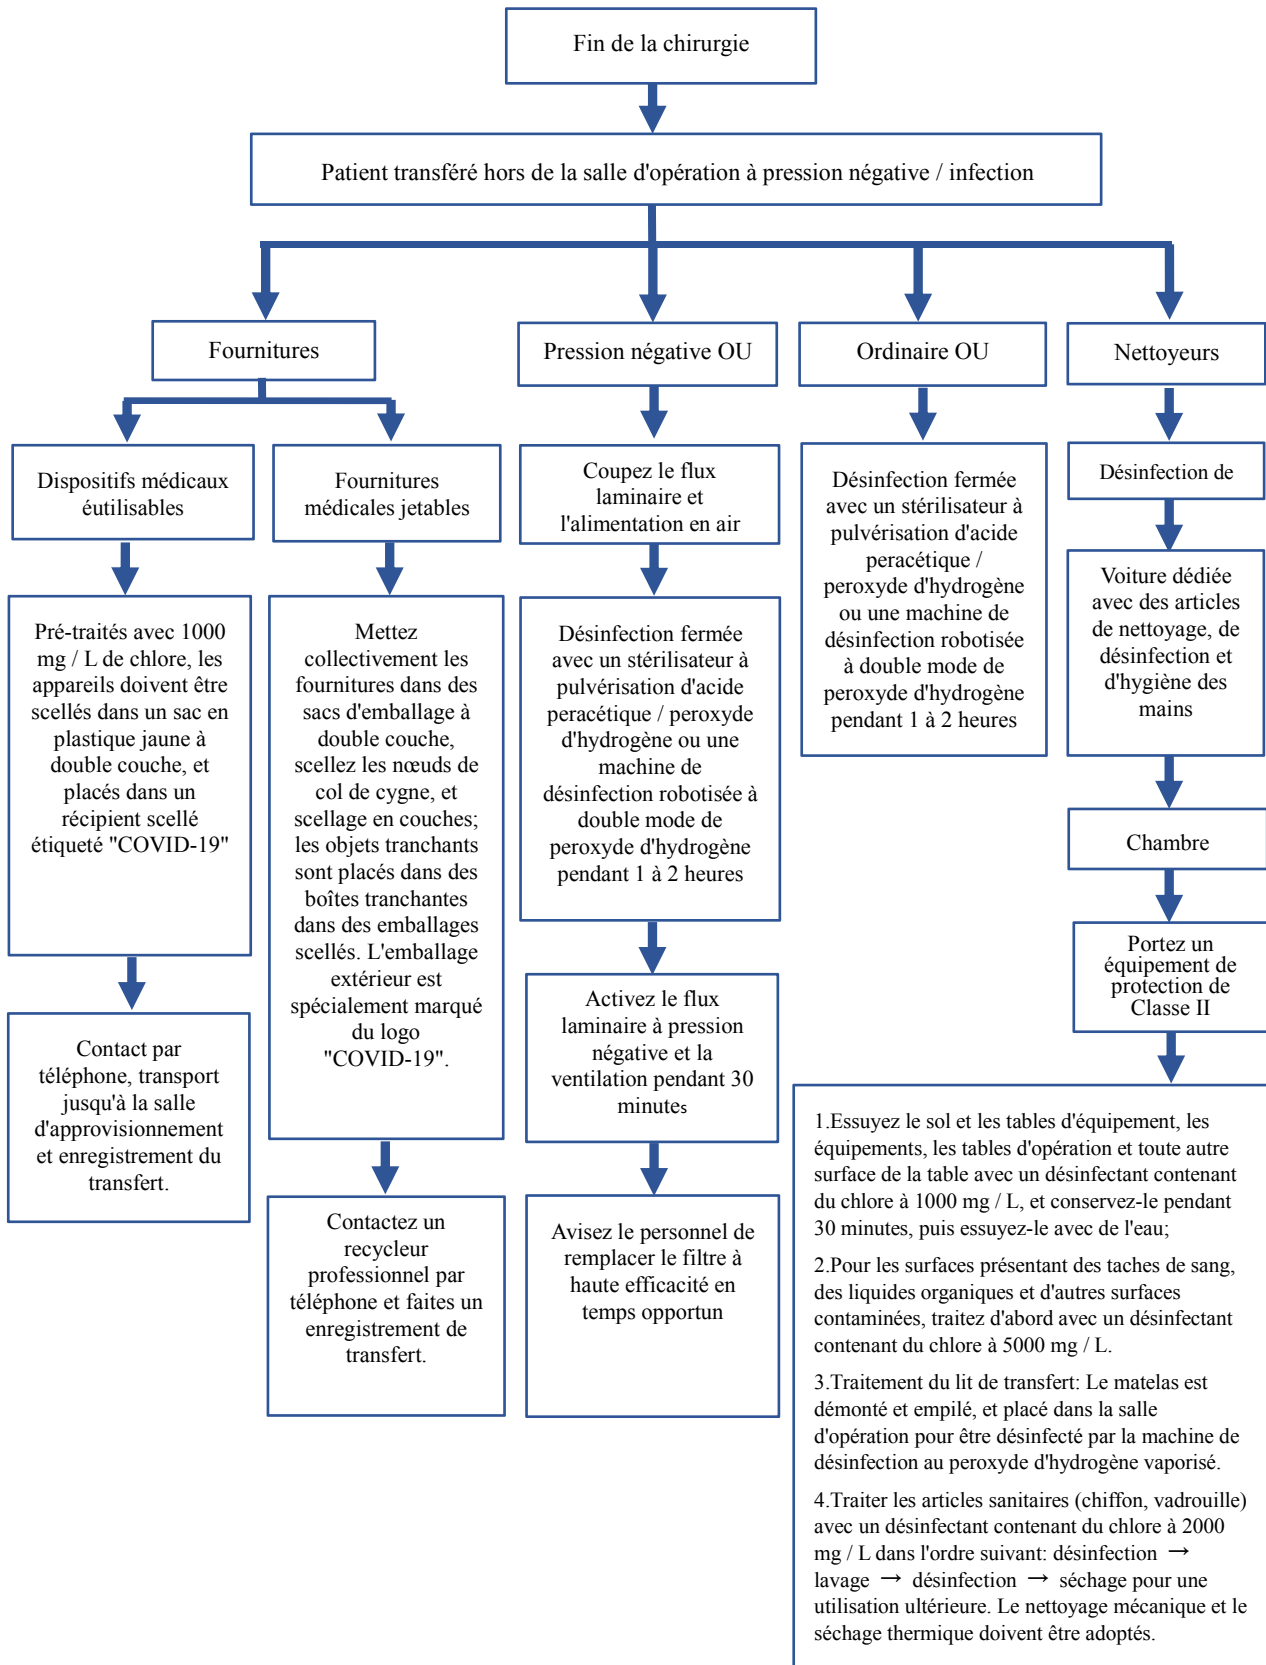 Fin de la chirurgie
Patient transféré hors de la salle d'opération à pression négative / infection
Fournitures
Pression négative OU
Ordinaire OU
Nettoyeurs
Dispositifs médicaux
éutilisables
Fournitures
médicales jetables
Coupez le flux
laminaire et
l'alimentation en air
Désinfection fermée
avec un stérilisateur à
pulvérisation d'acide
peracétique /
peroxyde d'hydrogène
ou une machine de
désinfection robotisée
à double mode de
peroxyde d'hydrogène
pendant 1 à 2 heures
Désinfection de
Voiture dédiée
avec des articles
de nettoyage, de
désinfection et
d'hygiène des
mains
Pré-traités avec 1000
mg / L de chlore, les
appareils doivent être
scellés dans un sac en
plastique jaune à
double couche, et
placés dans un
récipient scellé
étiqueté "COVID-19"
Mettez
collectivement les
fournitures dans des
sacs d'emballage à
double couche,
scellez les nœuds de
col de cygne, et
scellage en couches;
les objets tranchants
sont placés dans des
boîtes tranchantes
dans des emballages
scellés. L'emballage
extérieur est
spécialement marqué
du logo
"COVID-19".
Désinfection fermée
avec un stérilisateur à
pulvérisation d'acide
peracétique / peroxyde
d'hydrogène ou une
machine de
désinfection robotisée à
double mode de
peroxyde d'hydrogène
pendant 1 à 2 heures
Chambre
Portez un
équipement de
protection de
Classe II
Contact par
téléphone, transport
jusqu'à la salle
d'approvisionnement
et enregistrement du
transfert.
Activez le flux
laminaire à pression
négative et la
ventilation pendant 30
minutes
Contactez un
recycleur
professionnel par
téléphone et faites un
enregistrement de
transfert.
Avisez le personnel de
remplacer le filtre à
haute efficacité en
temps opportun
1.Essuyez le sol et les tables d'équipement, les
équipements, les tables d'opération et toute autre
surface de la table avec un désinfectant contenant
du chlore à 1000 mg / L, et conservez-le pendant
30 minutes, puis essuyez-le avec de l'eau;
2.Pour les surfaces présentant des taches de sang,
des liquides organiques et d'autres surfaces
contaminées, traitez d'abord avec un désinfectant
contenant du chlore à 5000 mg / L.
3.Traitement du lit de transfert: Le matelas est
démonté et empilé, et placé dans la salle
d'opération pour être désinfecté par la machine de
désinfection au peroxyde d'hydrogène vaporisé.
4.Traiter les articles sanitaires (chiffon, vadrouille)
avec un désinfectant contenant du chlore à 2000
mg / L dans l'ordre suivant: désinfection →
lavage → désinfection → séchage pour une
utilisation ultérieure. Le nettoyage mécanique et le
séchage thermique doivent être adoptés.